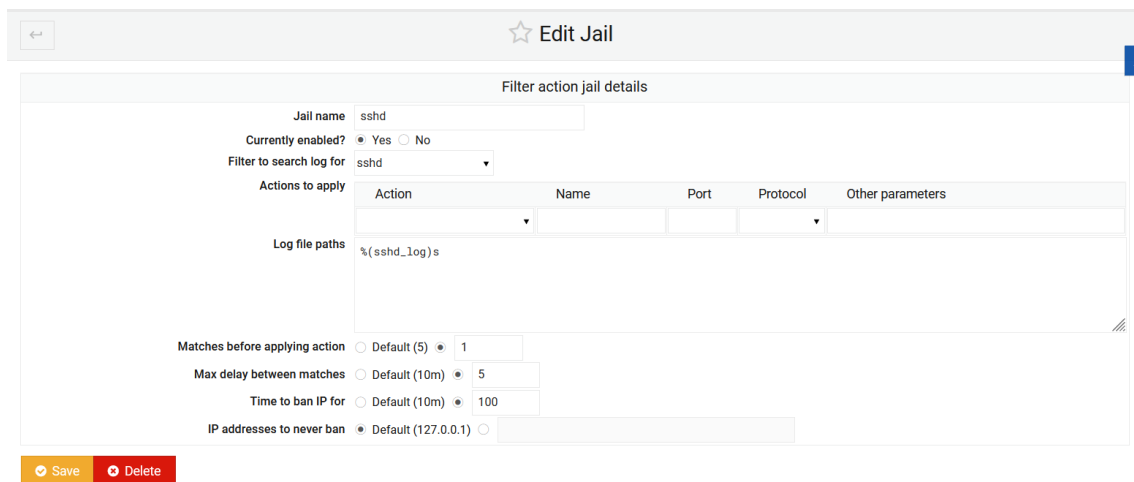 Edit Jail
Filter action jail details
Jail name sshd
Currently enabled? Yes No
Filter to search log for sshd
Actions to apply Action Name Port Protocol Other parameters
Log file paths %(sshd_log)s
Matches before applying action Default (5) 1
Max delay between matches Default (10m) 5
Time to ban IP for Default (10m) 100
IP addresses to never ban Default (127.0.0.1)
Save Delete